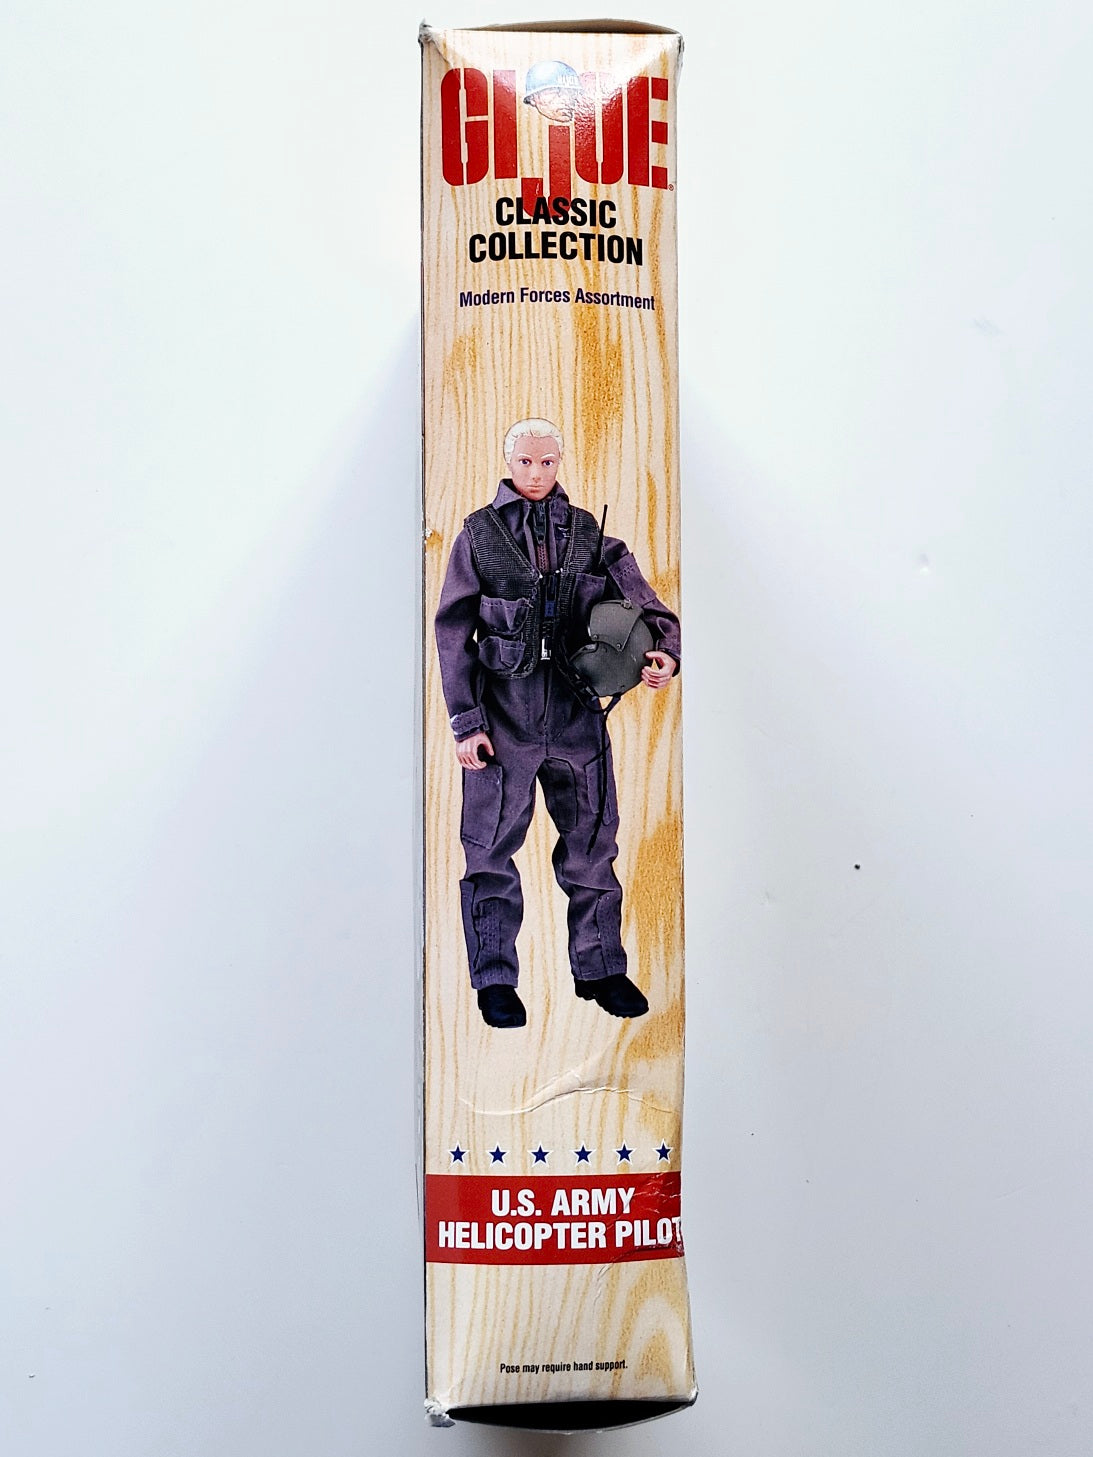 GI JOE®
CLASSIC
COLLECTION
Modern Forces Assortment
U.S. ARMY
HELICOPTER PILOT
Pose may require hand support.